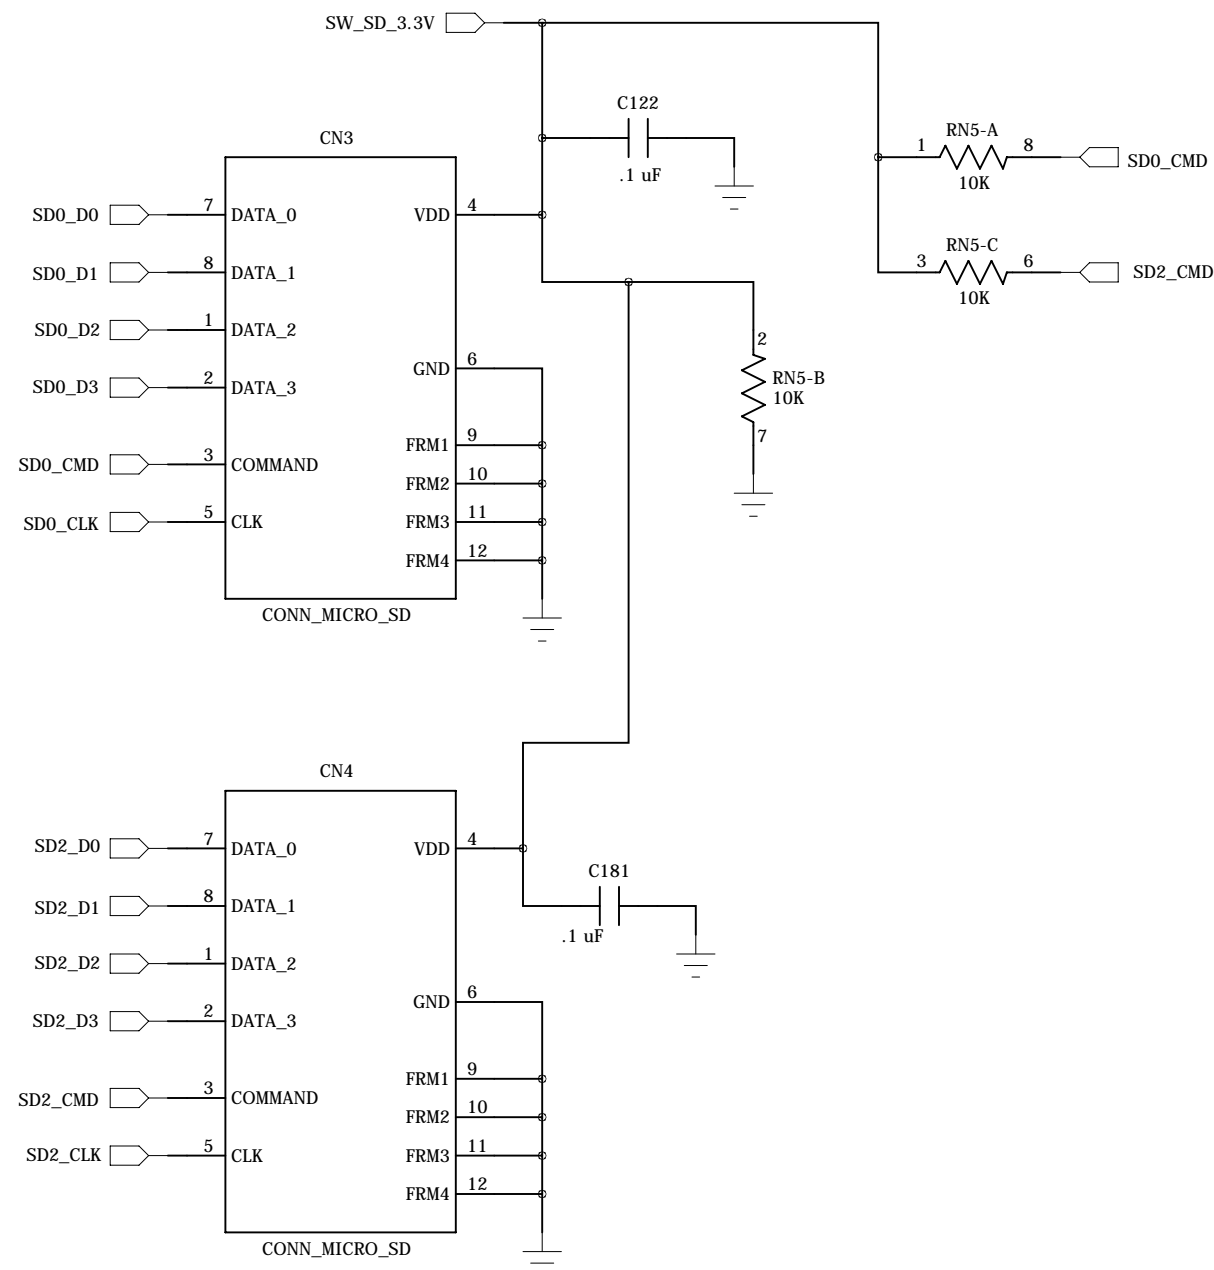 SW_SD_3.3V
C122
.1 uF
RN5-A
1 8
10K
SD0_CMD
RN5-C
3 6
10K
SD2_CMD
CN3
SD0_D0 7 DATA_0 VDD 4
SD0_D1 8 DATA_1
SD0_D2 1 DATA_2
GND 6
SD0_D3 2 DATA_3
2
RN5-B
10K
7
FRM1 9
SD0_CMD 3 COMMAND
FRM2 10
SD0_CLK 5 CLK FRM3 11
FRM4 12
CONN_MICRO_SD
CN4
SD2_D0 7 DATA_0 VDD 4
C181
.1 uF
SD2_D1 8 DATA_1
SD2_D2 1 DATA_2
GND 6
SD2_D3 2 DATA_3
FRM1 9
SD2_CMD 3 COMMAND
FRM2 10
SD2_CLK 5 CLK FRM3 11
FRM4 12
CONN_MICRO_SD